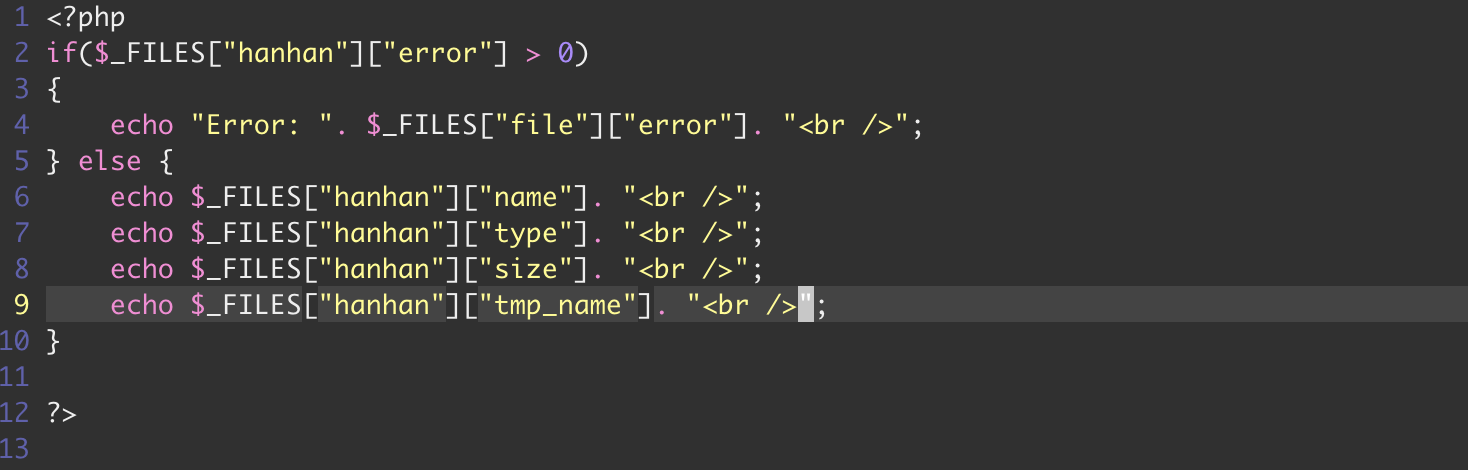 1 <?php
2 if($_FILES["hanhan"]["error"] > 0)
3 {
4     echo "Error: ". $_FILES["file"]["error"]. "<br />";
5 } else {
6     echo $_FILES["hanhan"]["name"]. "<br />";
7     echo $_FILES["hanhan"]["type"]. "<br />";
8     echo $_FILES["hanhan"]["size"]. "<br />";
9     echo $_FILES["hanhan"]["tmp_name"]. "<br />";
10 }
11
12 ?>
13